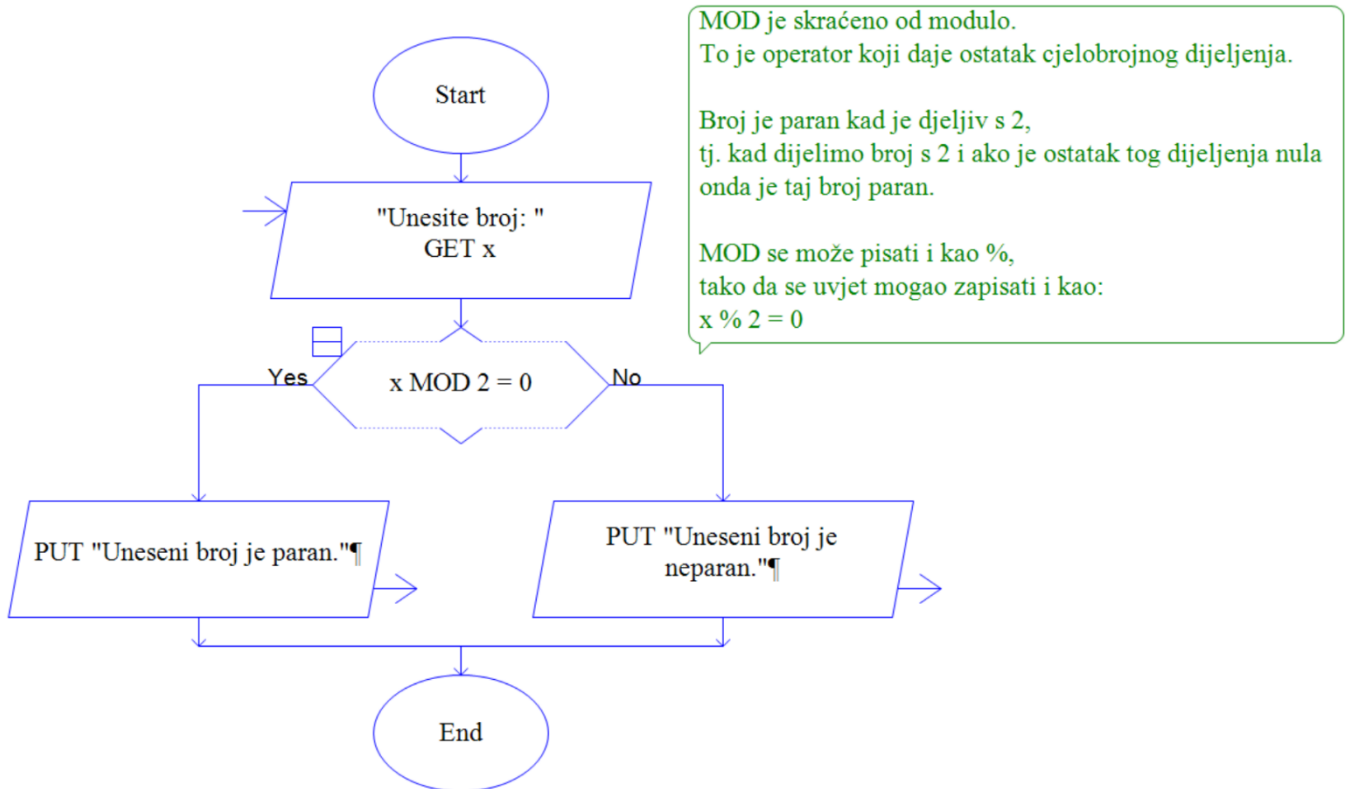 Start
"Unesite broj: "
GET x
x MOD 2 = 0
Yes
No
PUT "Uneseni broj je paran."¶
PUT "Uneseni broj je
neparan."¶
End
MOD je skraćeno od modulo.
To je operator koji daje ostatak cjelobrojnog dijeljenja.
Broj je paran kad je djeljiv s 2,
tj. kad dijelimo broj s 2 i ako je ostatak tog dijeljenja nula
onda je taj broj paran.
MOD se može pisati i kao %,
tako da se uvjet mogao zapisati i kao:
x % 2 = 0